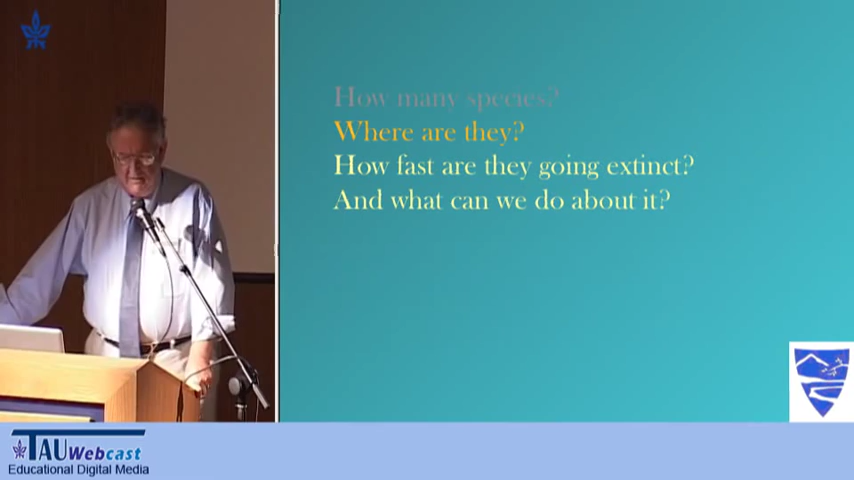 How many species?
Where are they?
How fast are they going extinct?
And what can we do about it?
TAUWebcast
Educational Digital Media